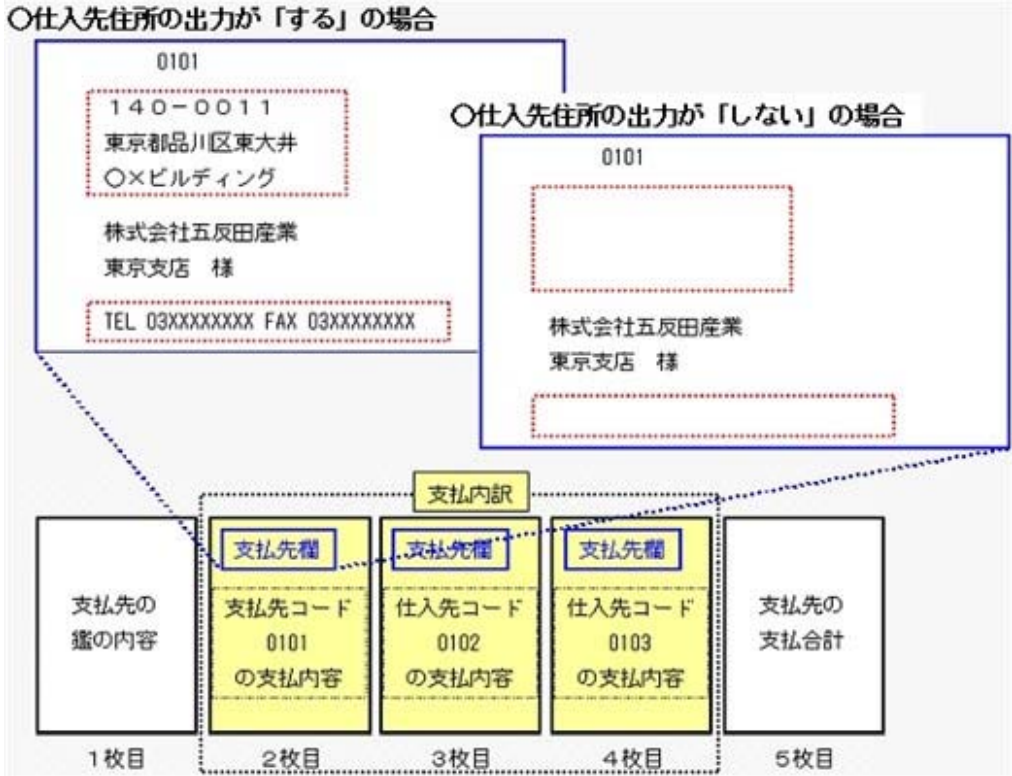 〇仕入先住所の出力が「する」の場合
0101
１４０－００１１
東京都品川区東大井
〇×ビルディング
株式会社五反田産業
東京支店　様
TEL 03XXXXXXXX FAX 03XXXXXXXX
〇仕入先住所の出力が「しない」の場合
0101
株式会社五反田産業
東京支店　様
支払内訳
支払先の
鑑の内容
１枚目
支払先欄
支払先コード
0101
の支払内容
２枚目
支払先欄
仕入先コード
0102
の支払内容
３枚目
支払先欄
仕入先コード
0103
の支払内容
４枚目
支払先の
支払合計
５枚目